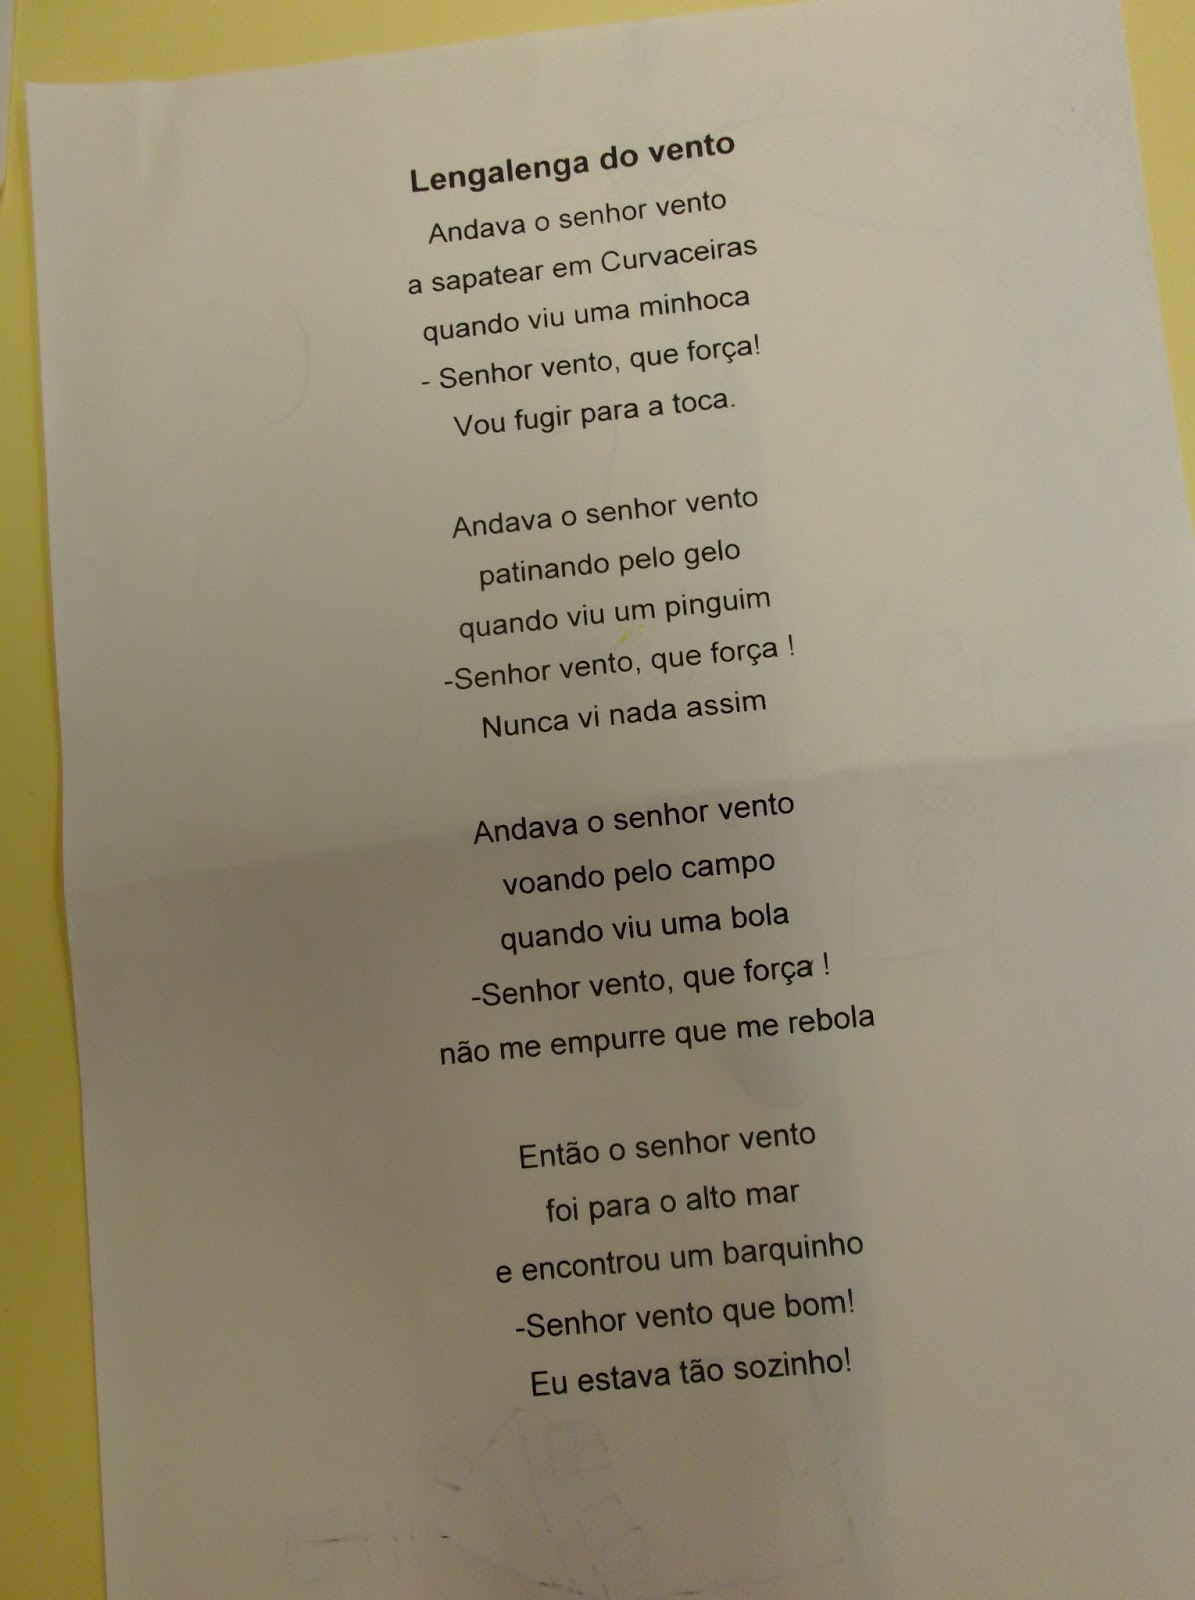 Lengalenga do vento
Andava o senhor vento
a sapatear em Curvaceiras
quando viu uma minhoca
- Senhor vento, que força!
Vou fugir para a toca.
Andava o senhor vento
patinando pelo gelo
quando viu um pinguim
-Senhor vento, que força !
Nunca vi nada assim
Andava o senhor vento
voando pelo campo
quando viu uma bola
-Senhor vento, que força !
não me empurre que me rebola
Então o senhor vento
foi para o alto mar
e encontrou um barquinho
-Senhor vento que bom!
Eu estava tão sozinho!